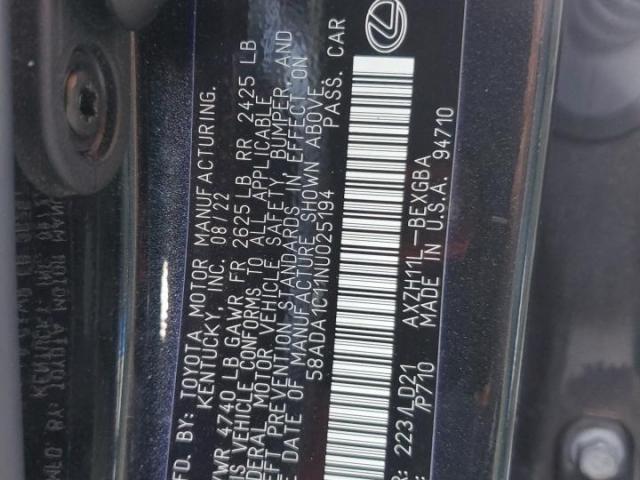 MFD. BY: TOYOTA MOTOR MANUFACTURING,
KENTUCKY, INC. 08/22
GVWR 4740 LB GAWR FR 2625 LB RR 2425 LB
THIS VEHICLE CONFORMS TO ALL APPLICABLE
FEDERAL MOTOR VEHICLE SAFETY, BUMPER, AND
THEFT PREVENTION STANDARDS IN EFFECT ON
THE DATE OF MANUFACTURE SHOWN ABOVE.
58ADA1C11NU025194 PASS. CAR
2234 D21 AXZH11L-BEXGBA
/P710 MADE IN U.S.A. 94710